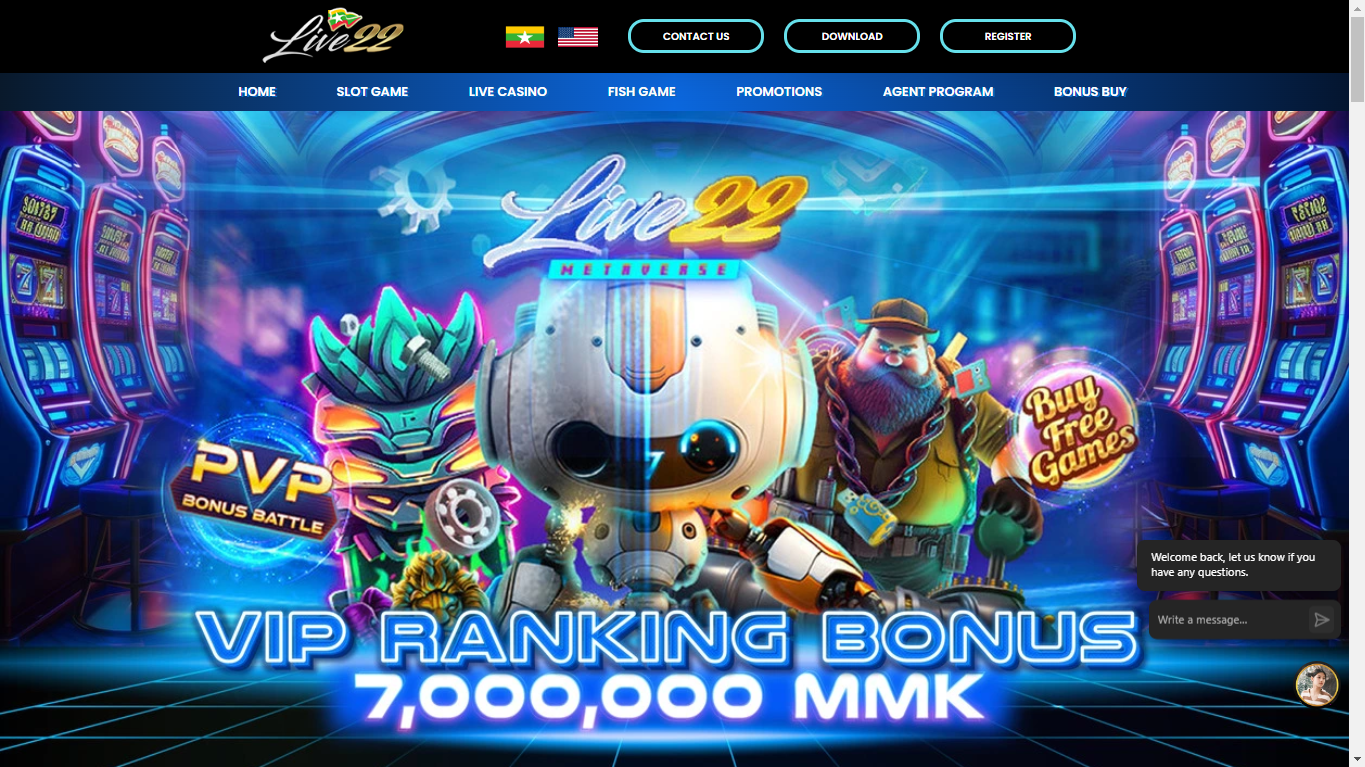 Live22
CONTACT US
DOWNLOAD
REGISTER
HOME
SLOT GAME
LIVE CASINO
FISH GAME
PROMOTIONS
AGENT PROGRAM
BONUS BUY
Live22
METAVERSE
PVP
BONUS BATTLE
Buy
Free
Games
Welcome back, let us know if you
have any questions.
Write a message...
VIP RANKING BONUS
7,000,000 MMK